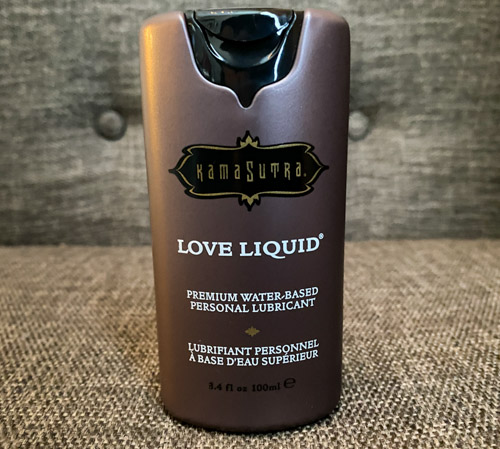 KamaSutra®
LOVE LIQUID®
PREMIUM WATER-BASED
PERSONAL LUBRICANT
LUBRIFIANT PERSONNEL
À BASE D'EAU SUPÉRIEUR
3.4 fl oz 100ml ℮